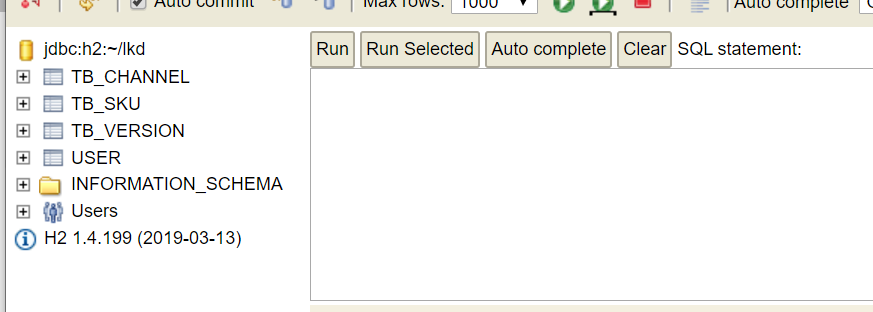 Auto commit Max rows: 1000 Auto complete
jdbc:h2:~/lkd
Run Run Selected Auto complete Clear SQL statement:
TB_CHANNEL
TB_SKU
TB_VERSION
USER
INFORMATION_SCHEMA
Users
H2 1.4.199 (2019-03-13)